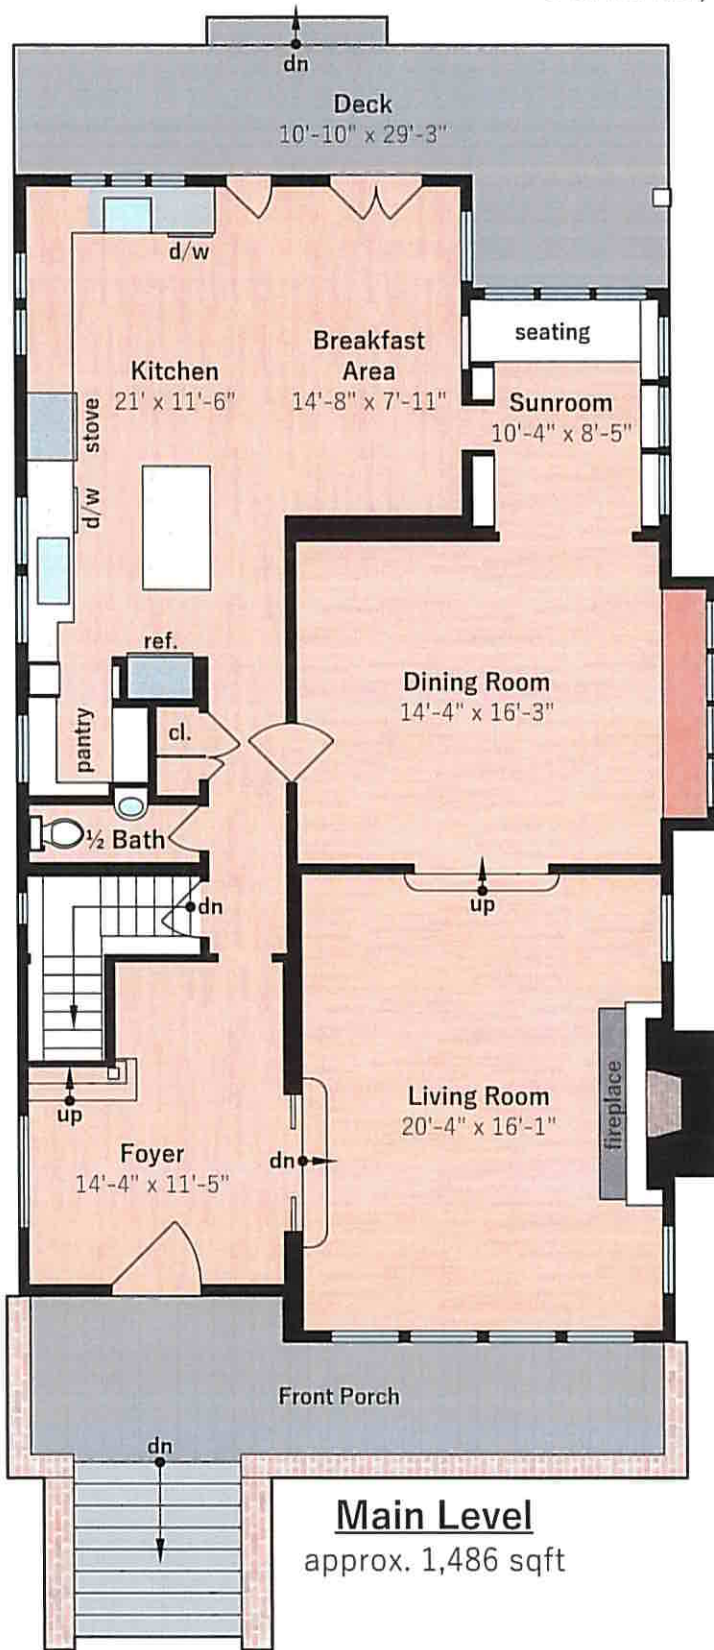 dn
Deck
10'-10" x 29'-3"
d/w
seating
Breakfast
Area
14'-8" x 7'-11"
Kitchen
21' x 11'-6"
stove
Sunroom
10'-4" x 8'-5"
d/w
ref.
Dining Room
14'-4" x 16'-3"
pantry
cl.
½ Bath
dn
up
Living Room
20'-4" x 16'-1"
fireplace
up
Foyer
14'-4" x 11'-5"
dn
Front Porch
dn
Main Level
approx. 1,486 sqft